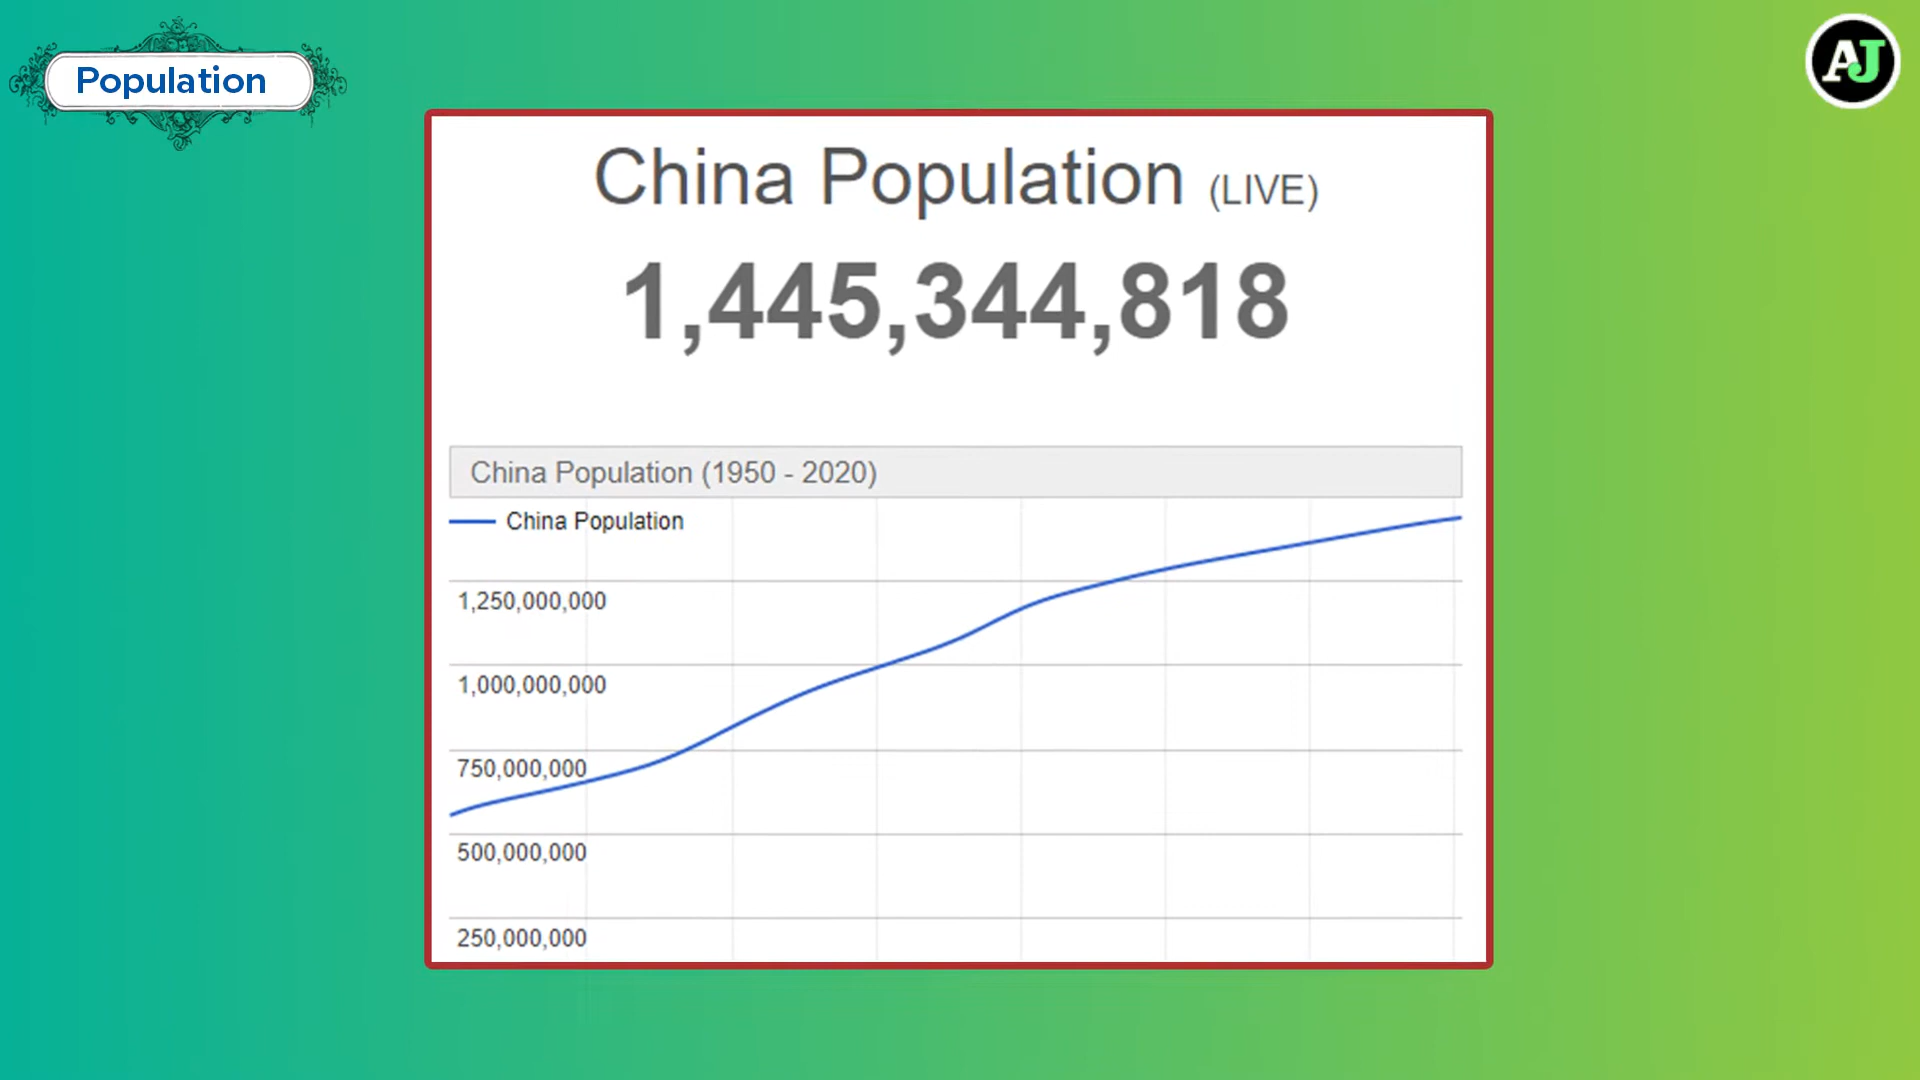 Population
AJ
China Population (LIVE)
1,445,344,818
China Population (1950 - 2020)
China Population
1,250,000,000
1,000,000,000
750,000,000
500,000,000
250,000,000